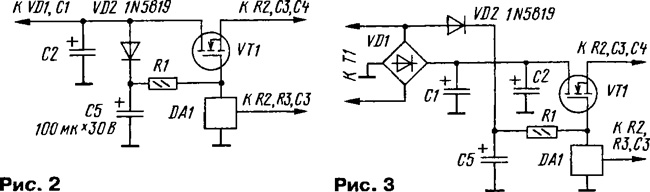 К VD1, C1
VD2 1N5819
К R2, C3, C4
+
C2
VT1
R1
+
C5
100 мк × 30 В
DA1
К R2, R3, C3
Рис. 2
VD2 1N5819
VD1
К T1
К R2, C3, C4
+
C1
+
C2
VT1
R1
+
C5
DA1
К R2,
R3, C3
Рис. 3